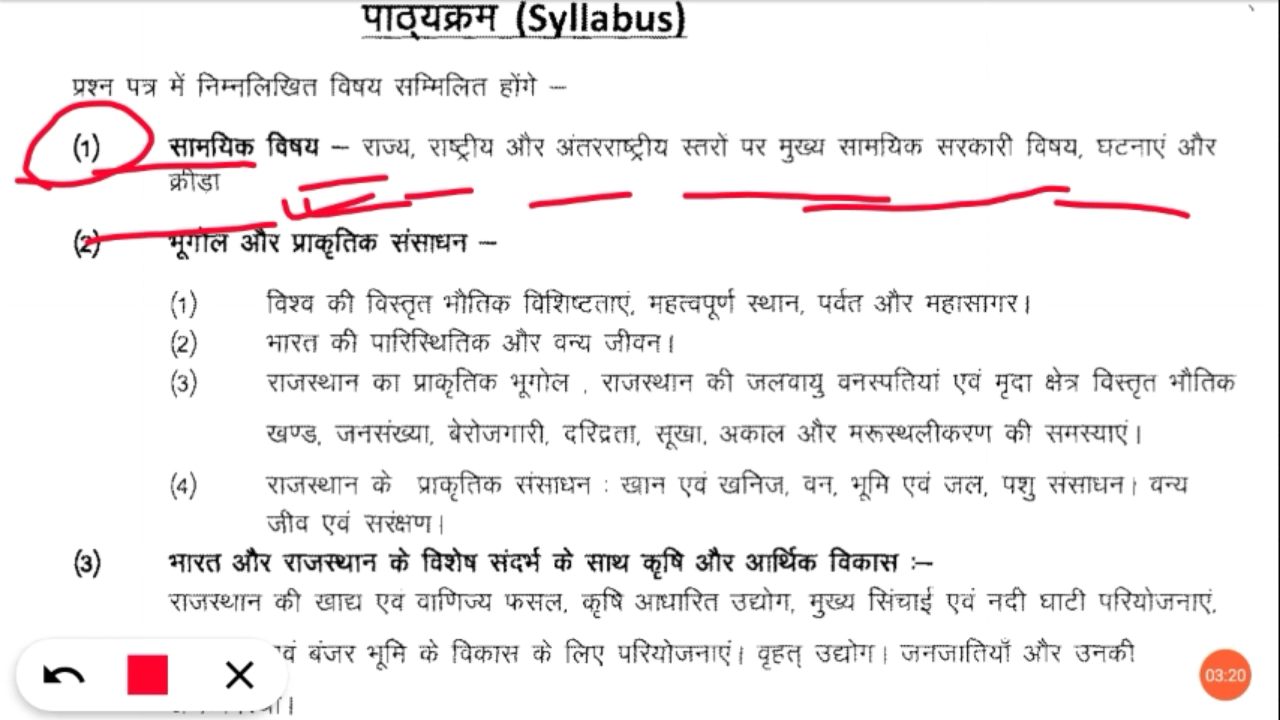 पाठ्यक्रम (Syllabus)
प्रश्न पत्र में निम्नलिखित विषय सम्मिलित होंगे –
(1) सामयिक विषय – राज्य, राष्ट्रीय और अंतरराष्ट्रीय स्तरों पर मुख्य सामयिक सरकारी विषय, घटनाएं और
क्रीड़ा
(2) भूगोल और प्राकृतिक संसाधन –
(1) विश्व की विस्तृत भौतिक विशिष्टताएं, महत्वपूर्ण स्थान, पर्वत और महासागर।
(2) भारत की पारिस्थितिक और वन्य जीवन।
(3) राजस्थान का प्राकृतिक भूगोल , राजस्थान की जलवायु वनस्पतियां एवं मृदा क्षेत्र विस्तृत भौतिक
खण्ड, जनसंख्या, बेरोजगारी, दरिद्रता, सूखा, अकाल और मरूस्थलीकरण की समस्याएं।
(4) राजस्थान के प्राकृतिक संसाधन : खान एवं खनिज, वन, भूमि एवं जल, पशु संसाधन। वन्य
जीव एवं सरंक्षण।
(3) भारत और राजस्थान के विशेष संदर्भ के साथ कृषि और आर्थिक विकास :–
राजस्थान की खाद्य एवं वाणिज्य फसल, कृषि आधारित उद्योग, मुख्य सिंचाई एवं नदी घाटी परियोजनाएं,
बंजर भूमि के विकास के लिए परियोजनाएं। वृहत् उद्योग। जनजातियाँ और उनकी
03:20